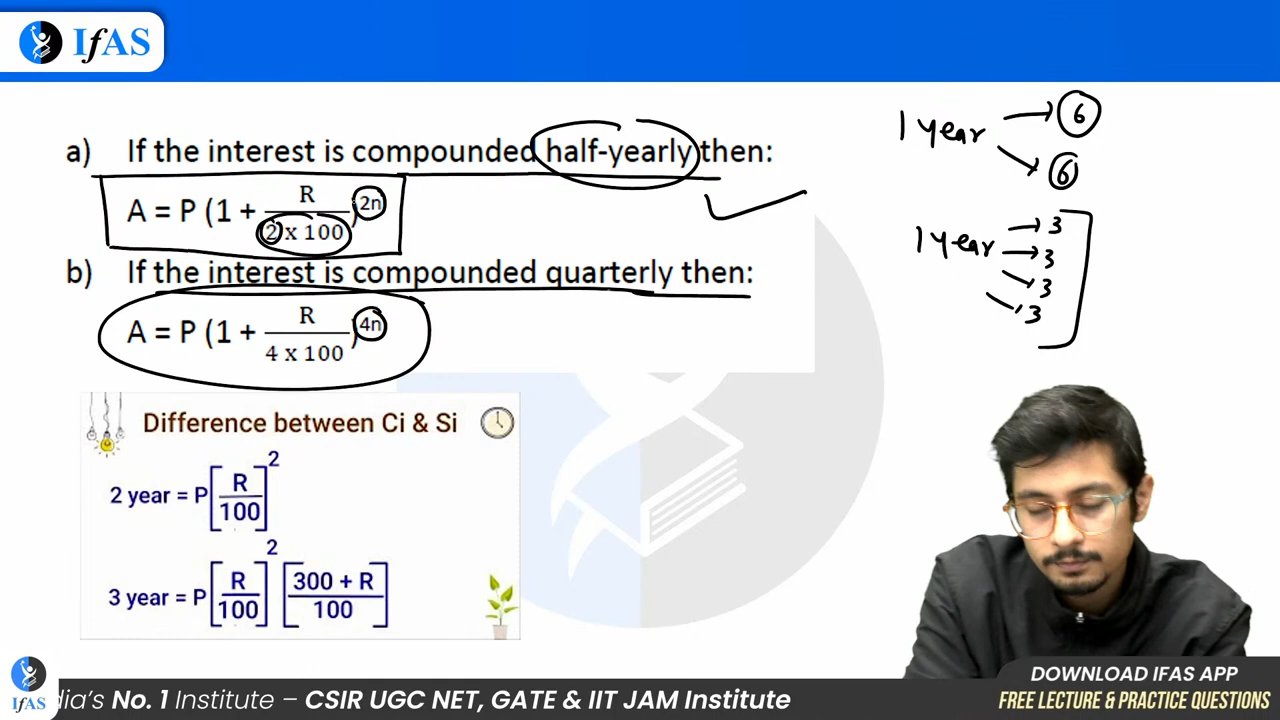 IfAS
a) If the interest is compounded half-yearly then:
A = P (1 + R / 2 x 100)^2n
b) If the interest is compounded quarterly then:
A = P (1 + R / 4 x 100)^4n
1 year → 6
→ 6
1 year → 3
→ 3
→ 3
→ 3
Difference between Ci & Si
2 year = P[R/100]^2
3 year = P[R/100]^2 [300 + R/100]
IfAS
dia's No. 1 Institute – CSIR UGC NET, GATE & IIT JAM Institute
DOWNLOAD IFAS APP
FREE LECTURE & PRACTICE QUESTIONS